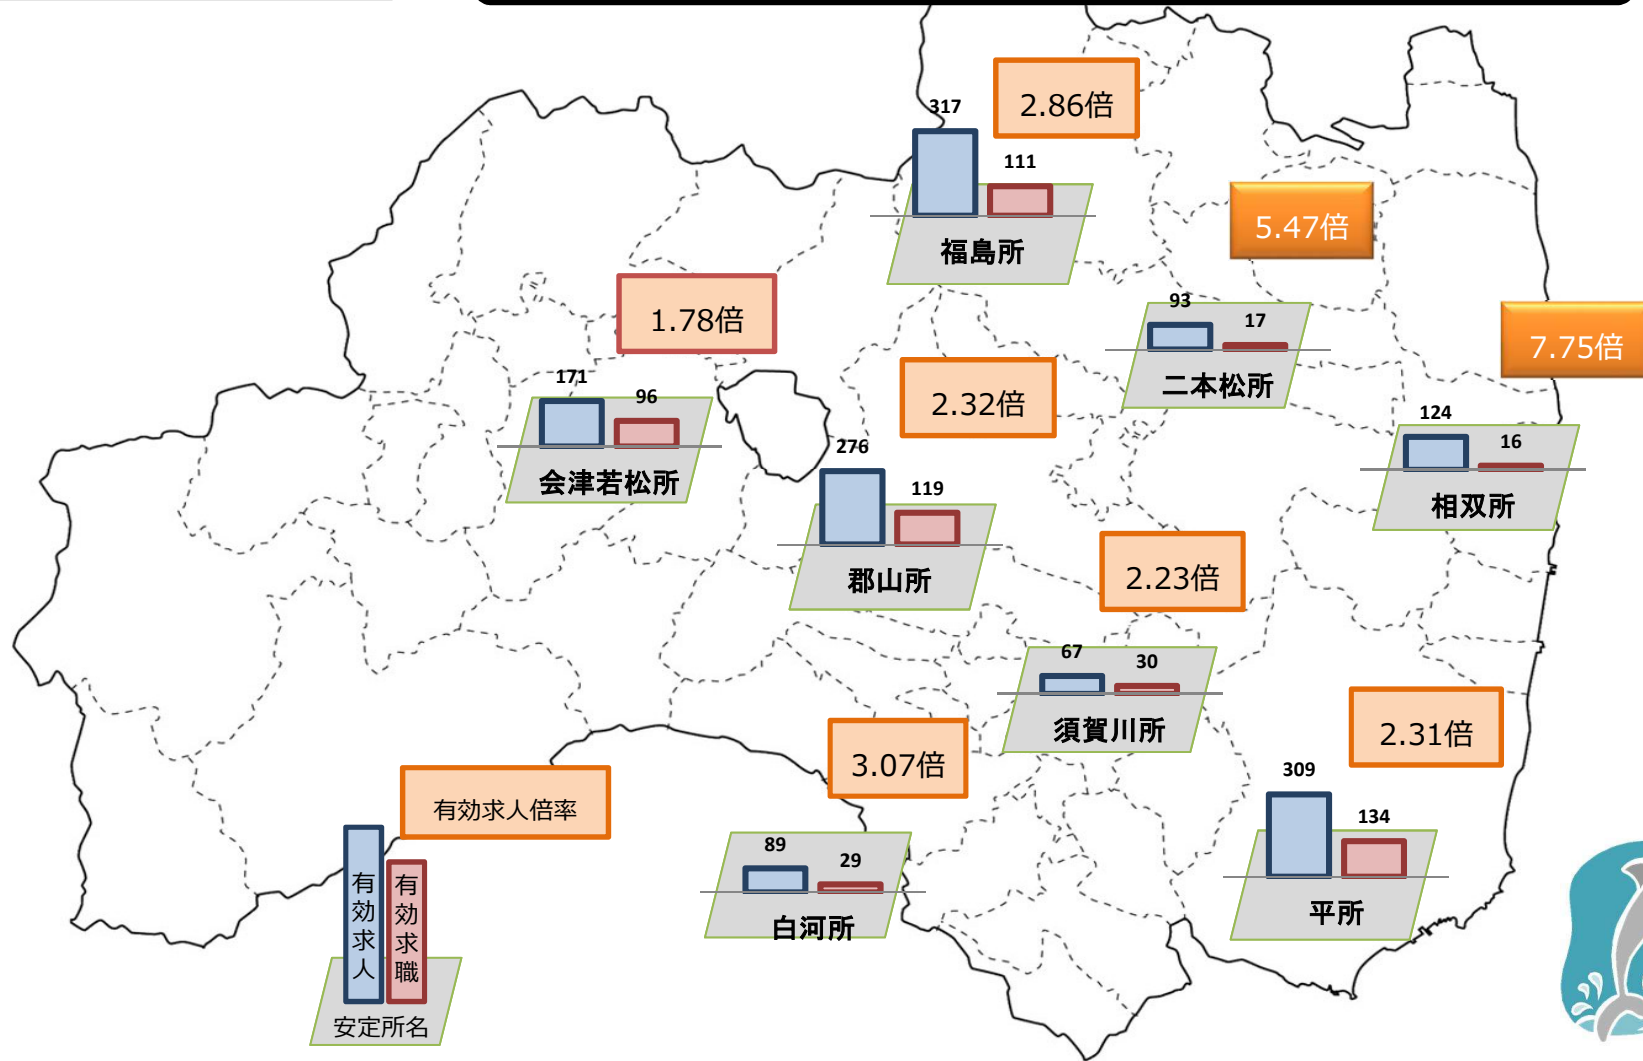 2.86倍
317
111
福島所
5.47倍
93
17
二本松所
1.78倍
171
96
会津若松所
7.75倍
124
16
相双所
2.32倍
276
119
郡山所
2.23倍
67
30
須賀川所
3.07倍
89
29
白河所
2.31倍
309
134
平所
有効求人倍率
有効求人
有効求職
安定所名